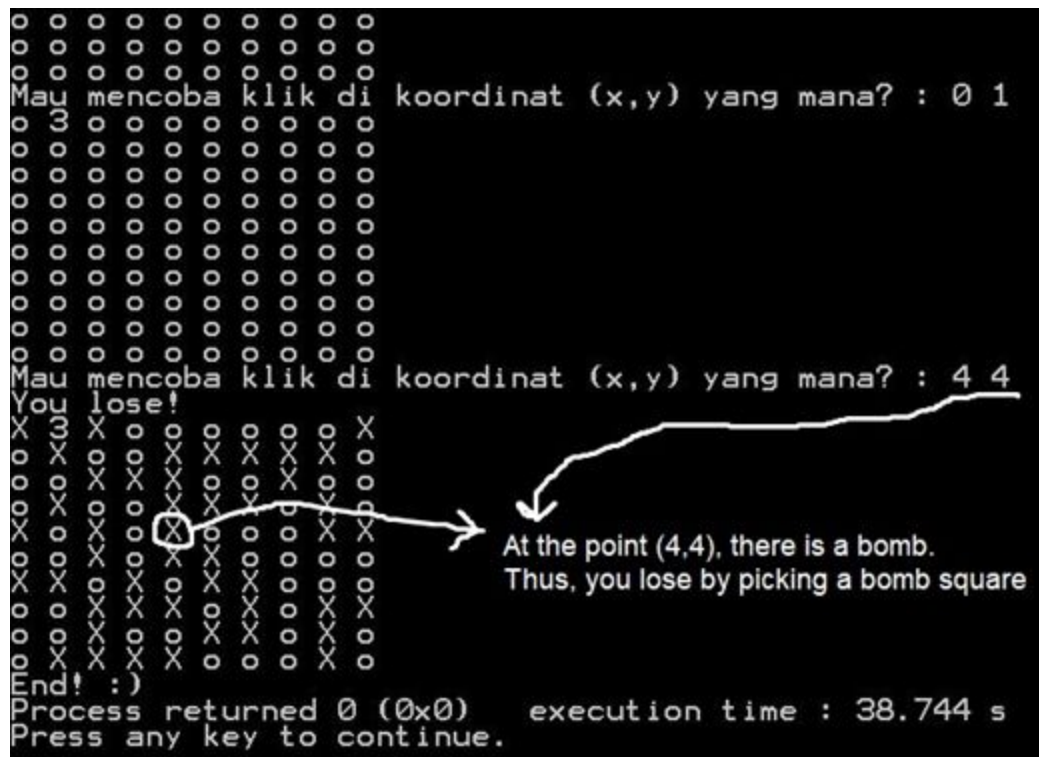 o o o o o o o o o o
o o o o o o o o o o
o o o o o o o o o o
Mau mencoba klik di koordinat (x,y) yang mana? : 0 1
o 3 o o o o o o o o
o o o o o o o o o o
o o o o o o o o o o
o o o o o o o o o o
o o o o o o o o o o
o o o o o o o o o o
o o o o o o o o o o
o o o o o o o o o o
o o o o o o o o o o
o o o o o o o o o o
Mau mencoba klik di koordinat (x,y) yang mana? : 4 4
You lose!
X 3 X o o o o o o X
o X o o X X X X X o
o o X X X o o X o o
o X o o X X X o X X
X o X o X o o o X X
o o o X o X X o o o
X X o o X o X o o o
o o X X X o o X X X
o o X o o X X o X o
o X X X X o o o X o
At the point (4,4), there is a bomb.
Thus, you lose by picking a bomb square
End! :)
Process returned 0 (0x0) execution time : 38.744 s
Press any key to continue.